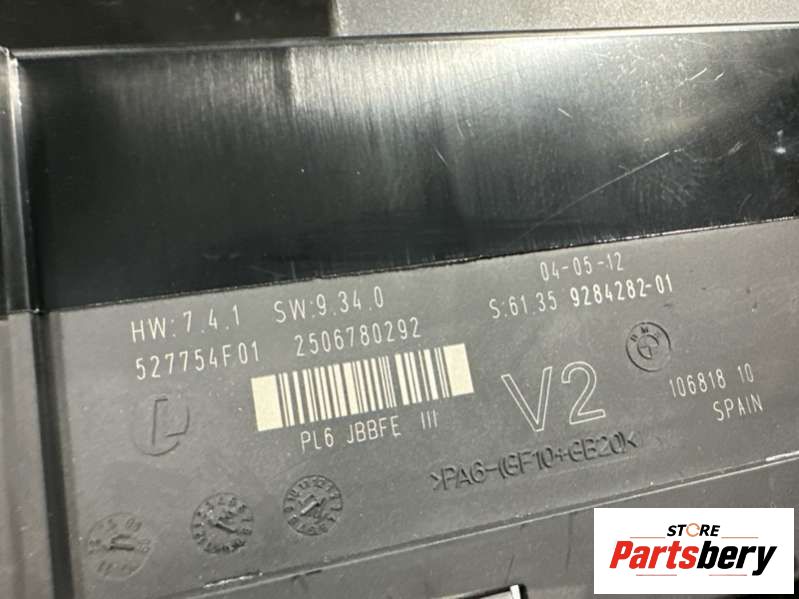 04-05-12
HW:7.4.1 SW:9.34.0 S:61.35 9284282-01
527754F01 2506780292
PL6 JBBFE III
V2
BMW
106818 10
SPAIN
>PA6-(GF10+GB20)<
STORE
Partsbery